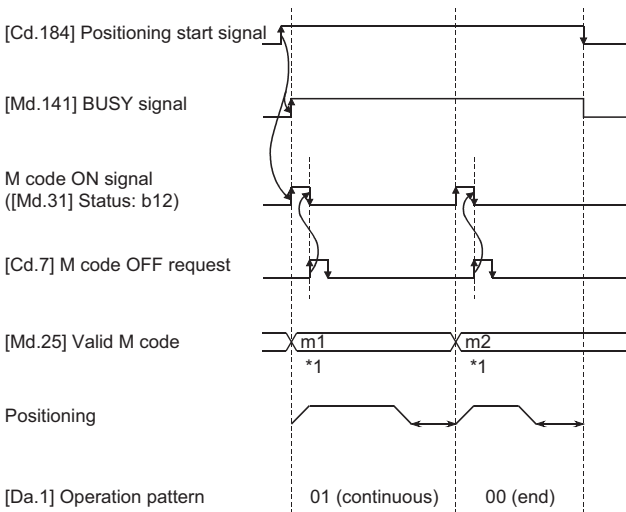 [Cd.184] Positioning start signal
[Md.141] BUSY signal
M code ON signal
([Md.31] Status: b12)
[Cd.7] M code OFF request
[Md.25] Valid M code
m1
m2
*1
*1
Positioning
[Da.1] Operation pattern
01 (continuous)
00 (end)